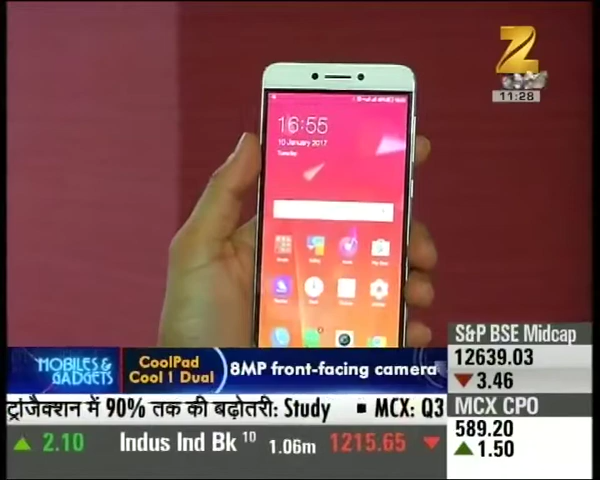 Z
11:28
16:55
10 January 2017
Tuesday
MOBILES & GADGETS
CoolPad
Cool 1 Dual
8MP front-facing camera
ट्रांजैक्शन में 90% तक की बढ़ोतरी: Study ■ MCX: Q3
▲ 2.10 Indus Ind Bk 10 1.06m 1215.65 ▼
S&P BSE Midcap
12639.03
▼ 3.46
MCX CPO
589.20
▲ 1.50